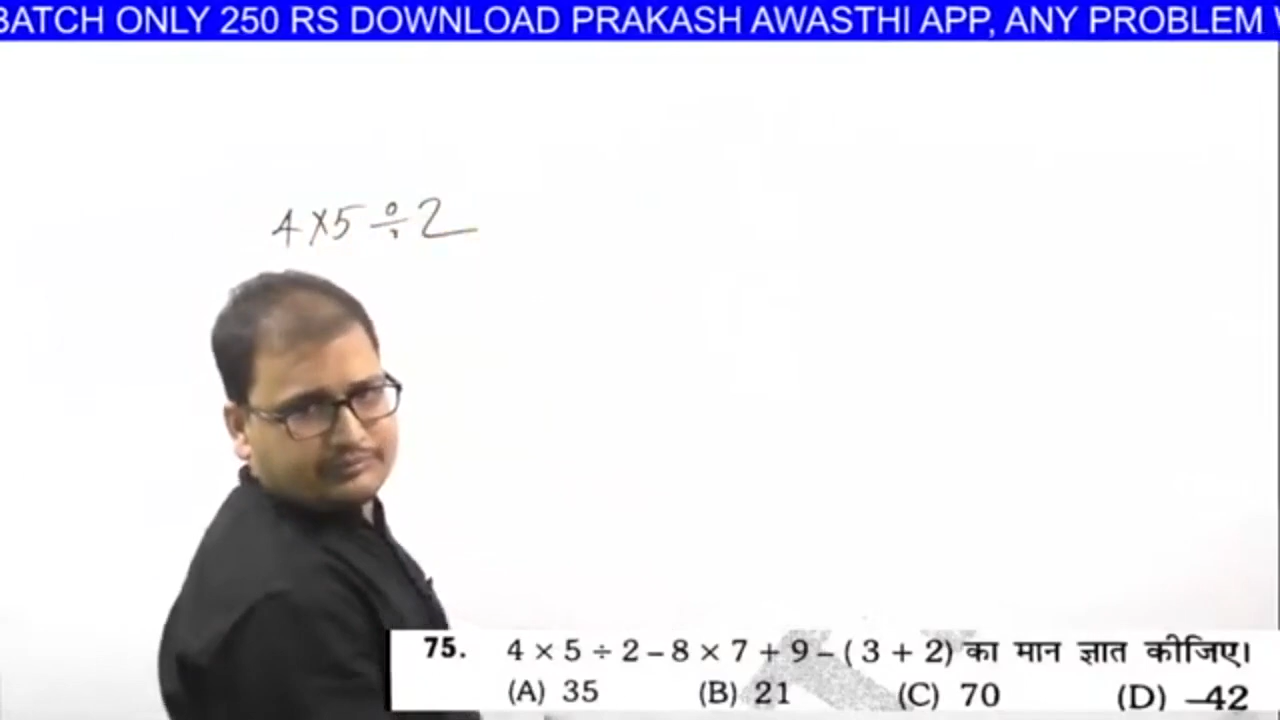 BATCH ONLY 250 RS DOWNLOAD PRAKASH AWASTHI APP, ANY PROBLEM
4×5÷2
75. 4 × 5 ÷ 2 – 8 × 7 + 9 – ( 3 + 2) का मान ज्ञात कीजिए।
(A) 35 (B) 21 (C) 70 (D) –42